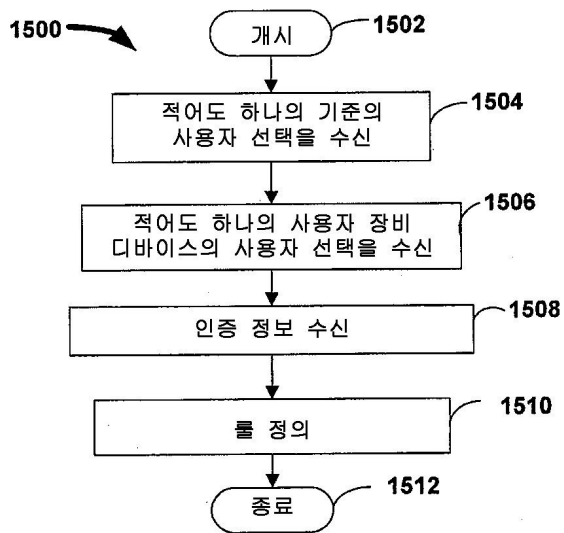 1500
개시
1502
적어도 하나의 기준의
사용자 선택을 수신
1504
적어도 하나의 사용자 장비
디바이스의 사용자 선택을 수신
1506
인증 정보 수신
1508
룰 정의
1510
종료
1512